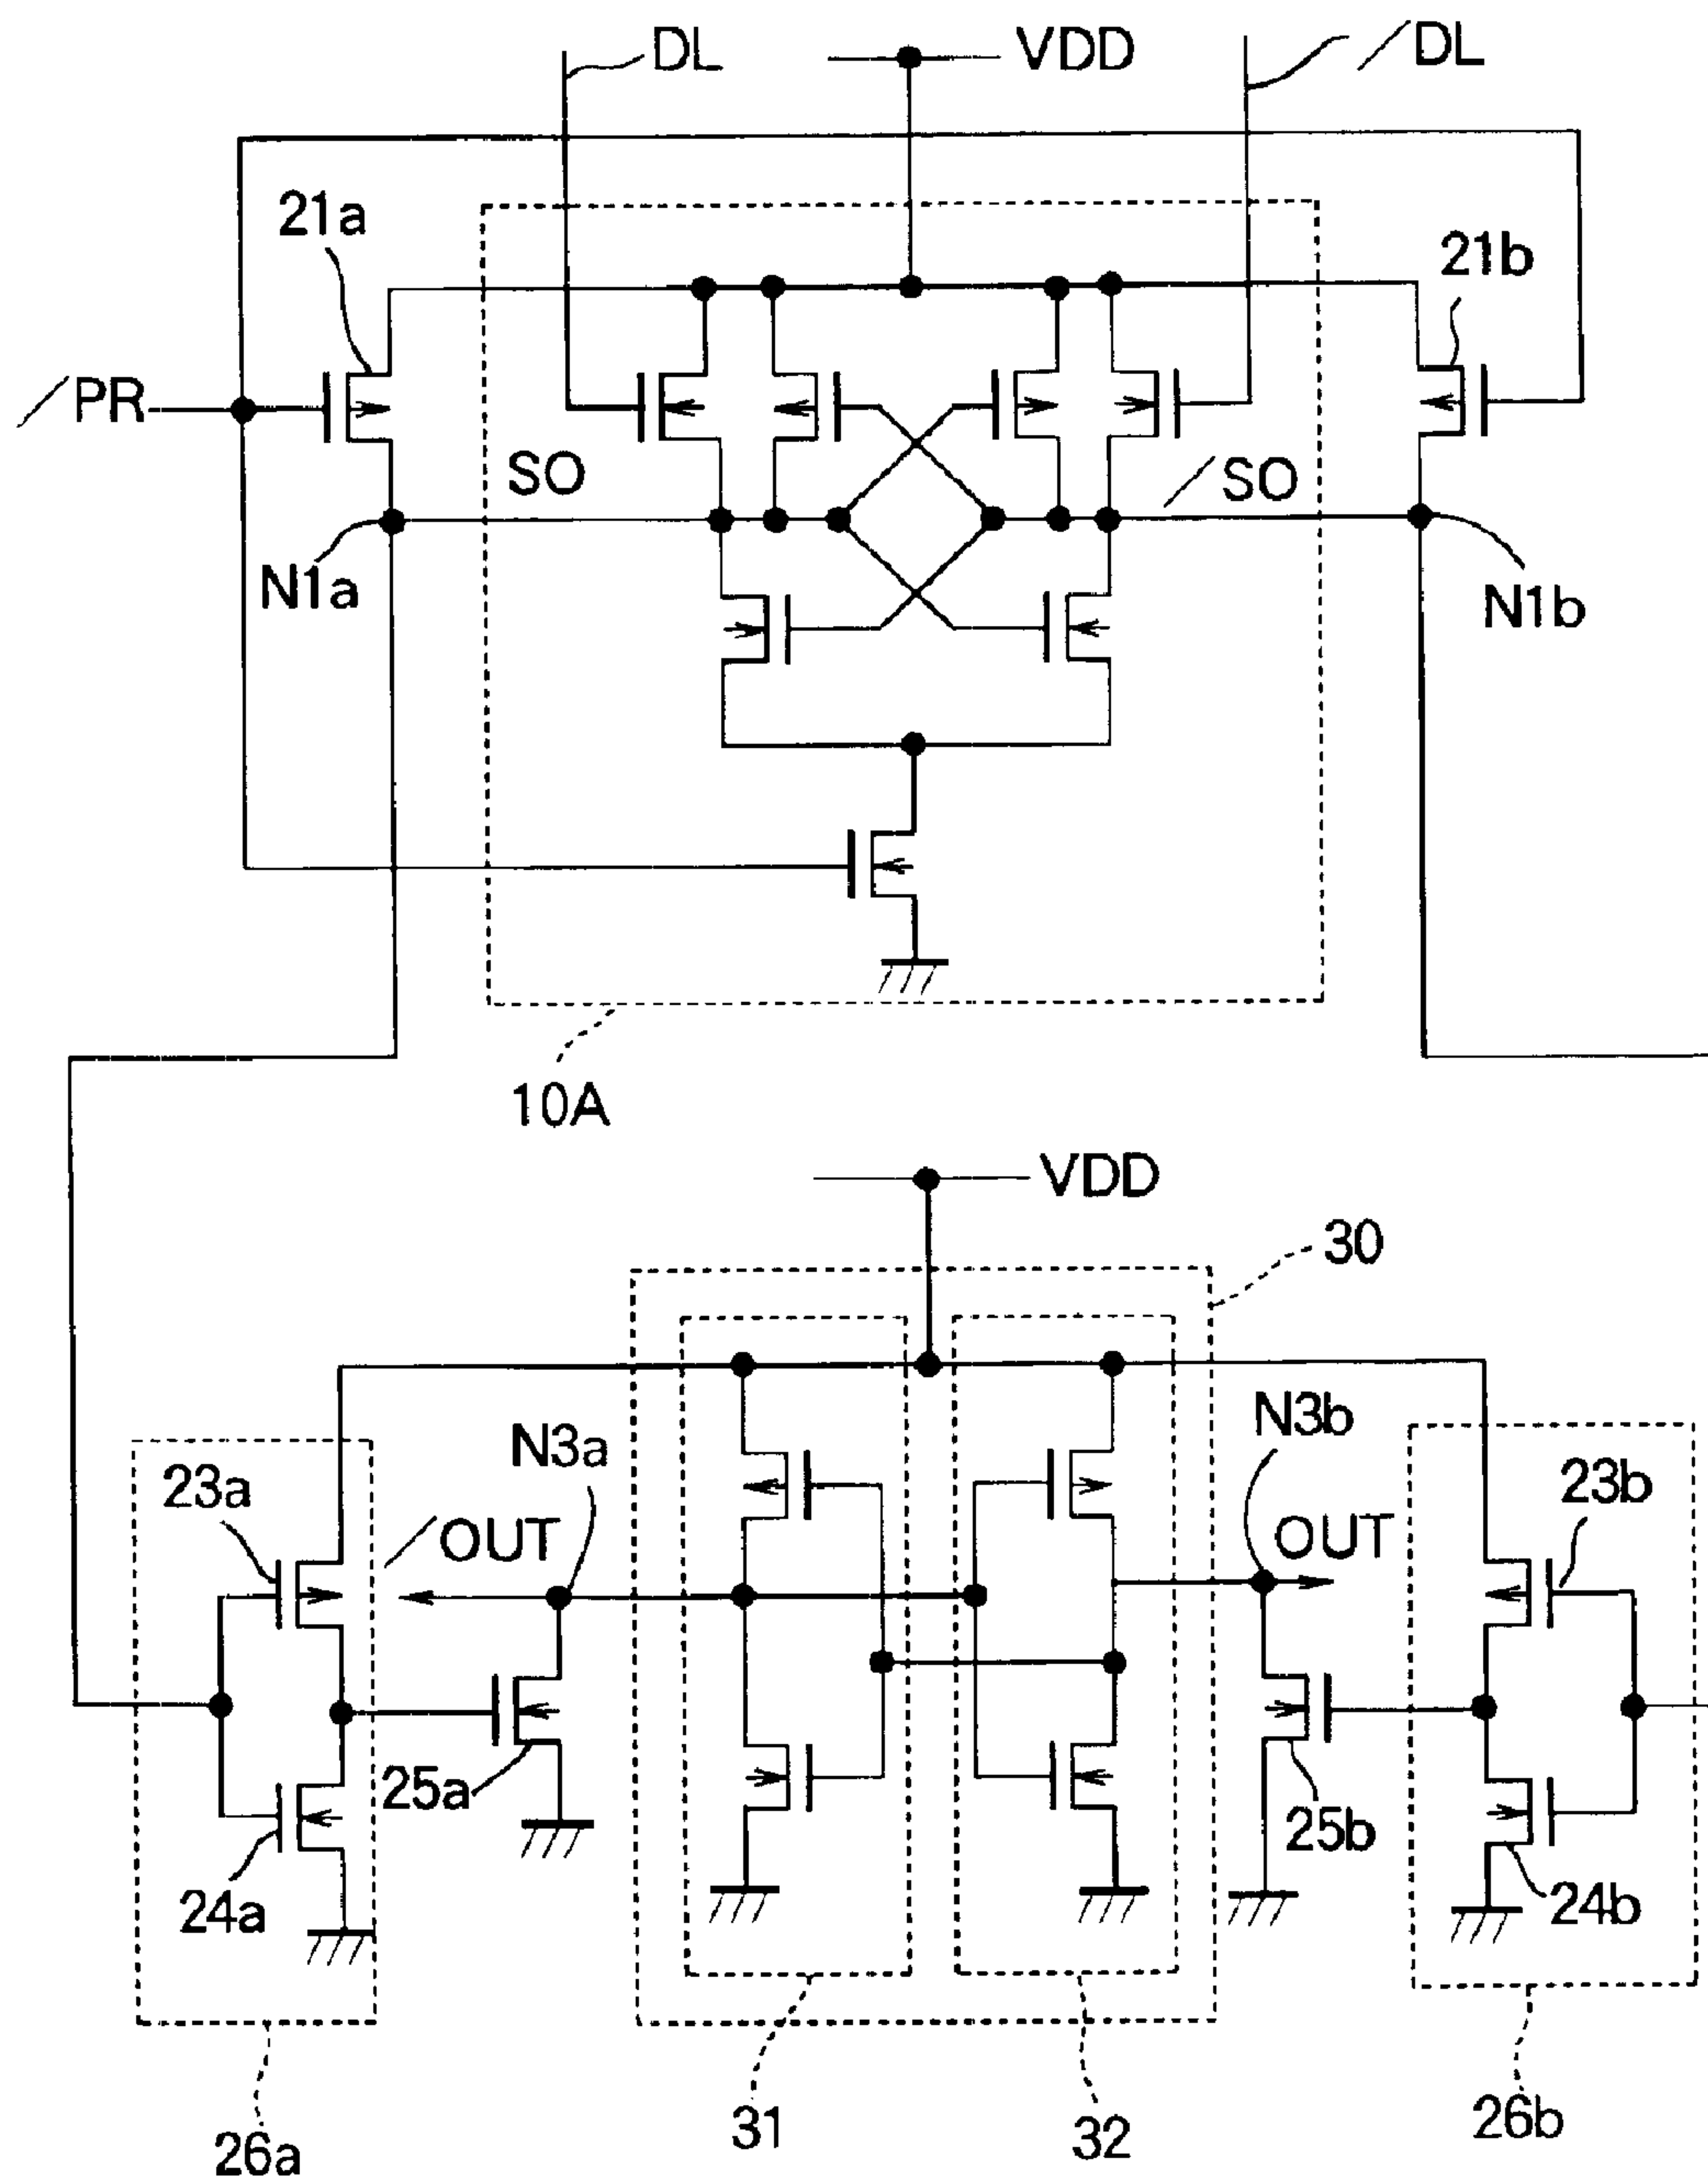 DL
VDD
/DL
21a
21b
/PR
SO
/SO
N1a
N1b
10A
VDD
30
N3a
N3b
23a
23b
/OUT
OUT
25a
25b
24a
24b
31
32
26a
26b